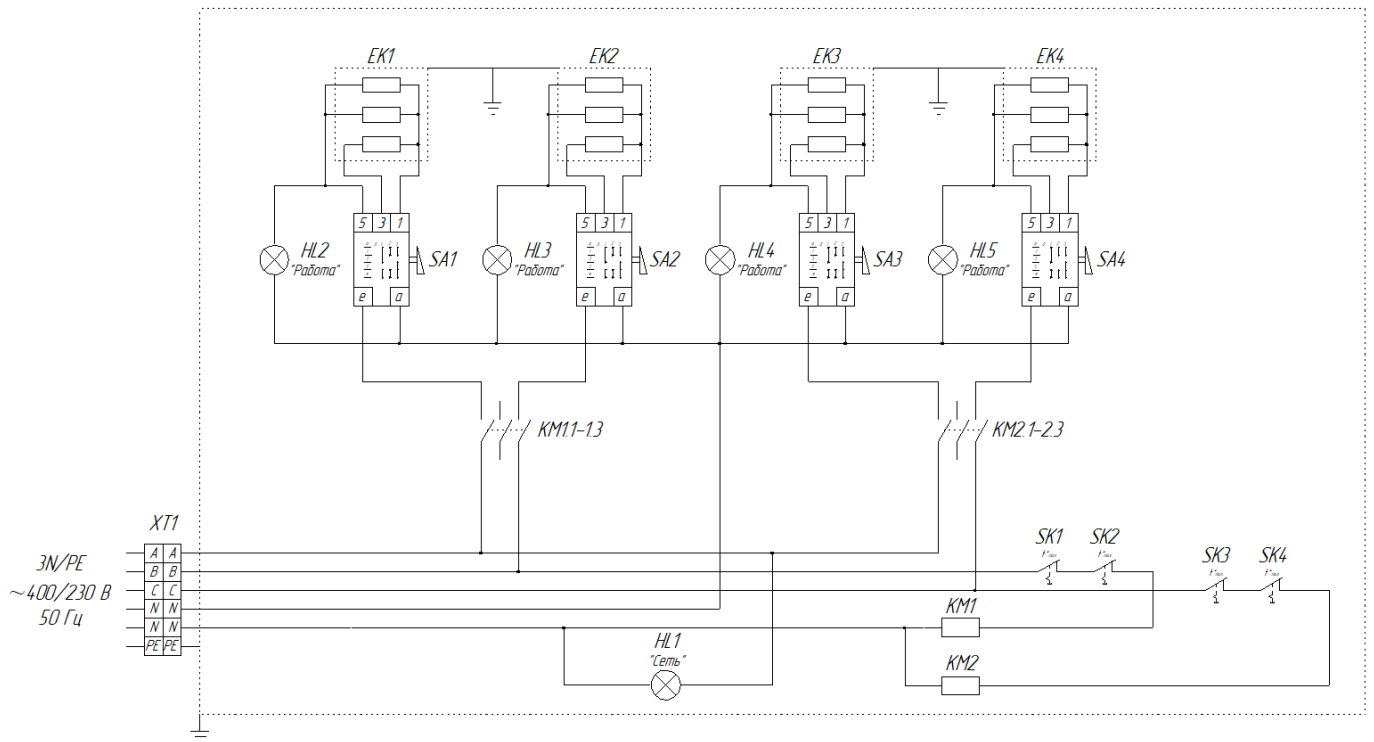 EK1 EK2 EK3 EK4
5 3 1 5 3 1 5 3 1 5 3 1
HL2 SA1 HL3 SA2 HL4 SA3 HL5 SA4
"Работа" "Работа" "Работа" "Работа"
e a e a e a e a
KM1.1-1.3 KM2.1-2.3
XT1
SK1 SK2
SK3 SK4
A A
3N/PE
B B
~400/230 В
C C
N N
50 Гц
N N
PE PE
KM1
HL1
"Сеть"
KM2